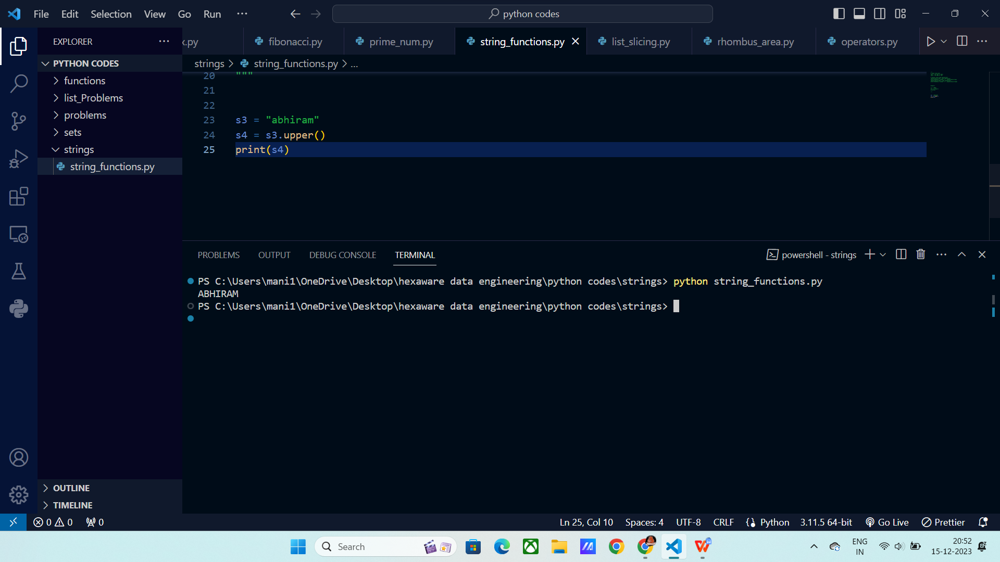 File Edit Selection View Go Run ...
python codes
EXPLORER
x.py fibonacci.py prime_num.py string_functions.py list_slicing.py rhombus_area.py operators.py
PYTHON CODES
strings > string_functions.py > ...
functions
list_Problems
problems
sets
strings
string_functions.py
20 """
21
22
23 s3 = "abhiram"
24 s4 = s3.upper()
25 print(s4)
PROBLEMS OUTPUT DEBUG CONSOLE TERMINAL
powershell - strings
PS C:\Users\mani1\OneDrive\Desktop\hexaware data engineering\python codes\strings> python string_functions.py
ABHIRAM
PS C:\Users\mani1\OneDrive\Desktop\hexaware data engineering\python codes\strings>
OUTLINE
TIMELINE
0 0 0
Ln 25, Col 10 Spaces: 4 UTF-8 CRLF Python 3.11.5 64-bit Go Live Prettier
Search
ENG
IN
20:52
15-12-2023